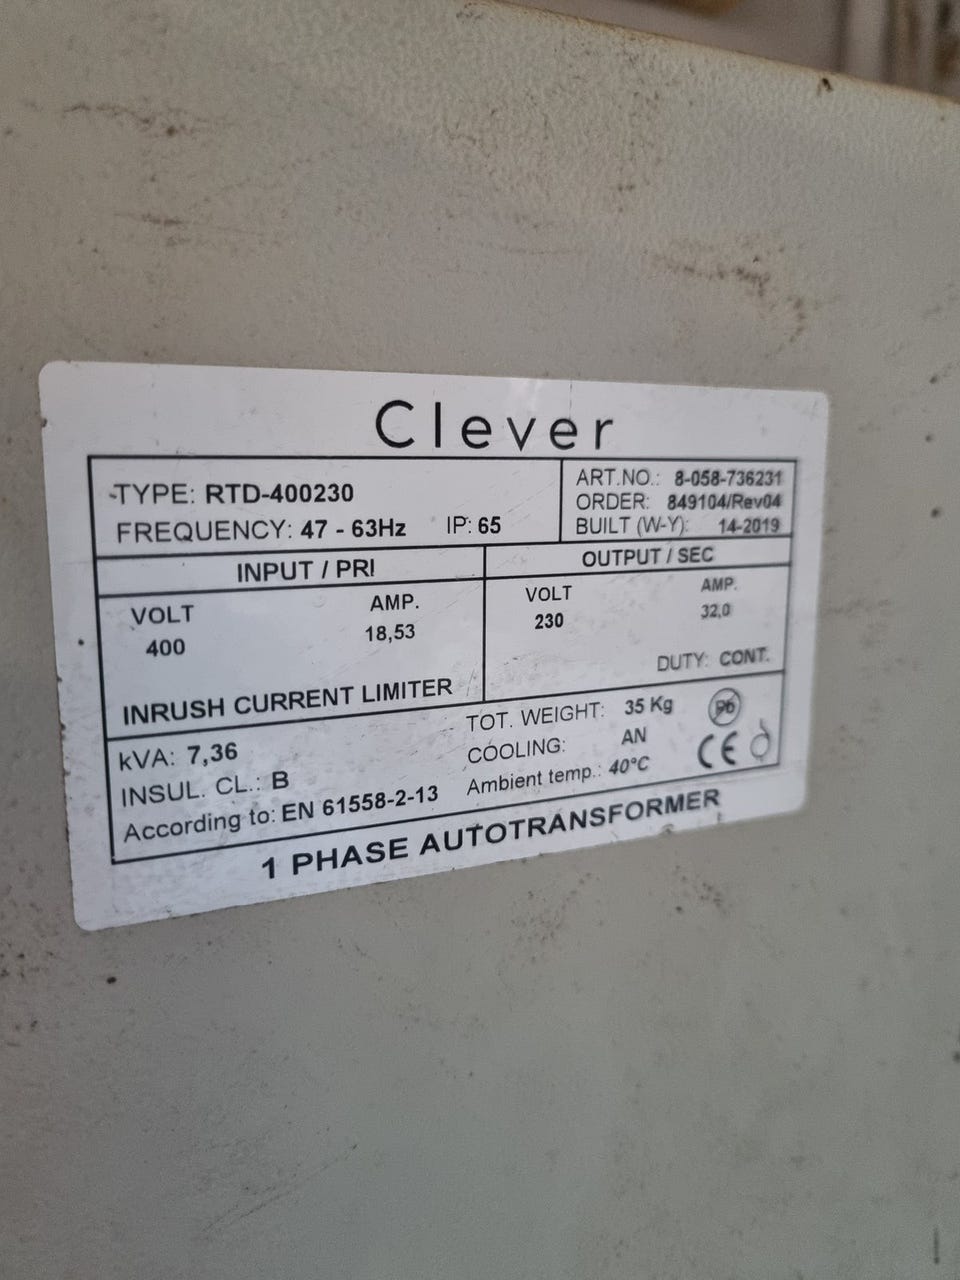 Clever
TYPE: RTD-400230
FREQUENCY: 47 - 63Hz IP: 65
ART.NO.: 8-058-736231
ORDER: 849104/Rev04
BUILT (W-Y): 14-2019
INPUT / PRI
VOLT AMP.
400 18,53
INRUSH CURRENT LIMITER
OUTPUT / SEC
VOLT AMP.
230 32,0
DUTY: CONT.
kVA: 7,36
INSUL. CL.: B
According to: EN 61558-2-13
TOT. WEIGHT: 35 Kg
COOLING: AN
Ambient temp.: 40°C
Pb
CE
1 PHASE AUTOTRANSFORMER